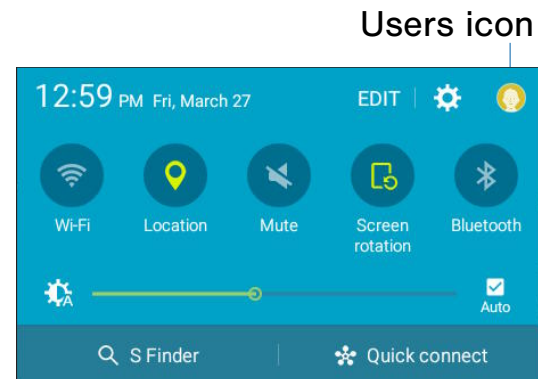 Users icon
12:59 PM Fri, March 27 EDIT
Wi-Fi Location Mute Screen rotation Bluetooth
A
Auto
S Finder Quick connect